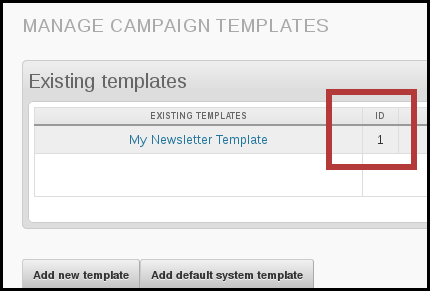 MANAGE CAMPAIGN TEMPLATES
Existing templates
EXISTING TEMPLATES ID
My Newsletter Template 1
Add new template Add default system template